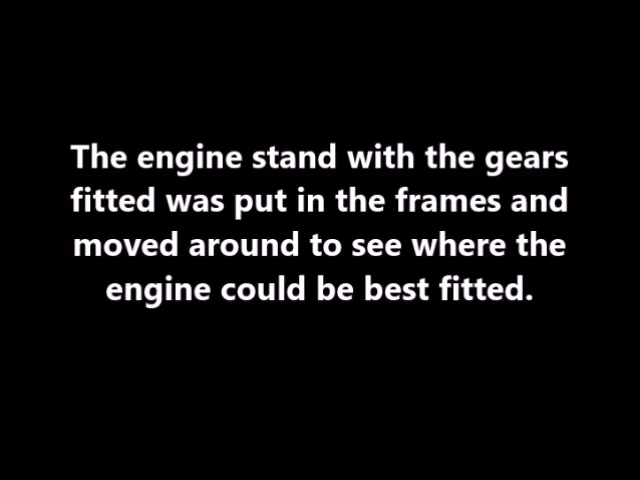 The engine stand with the gears
fitted was put in the frames and
moved around to see where the
engine could be best fitted.